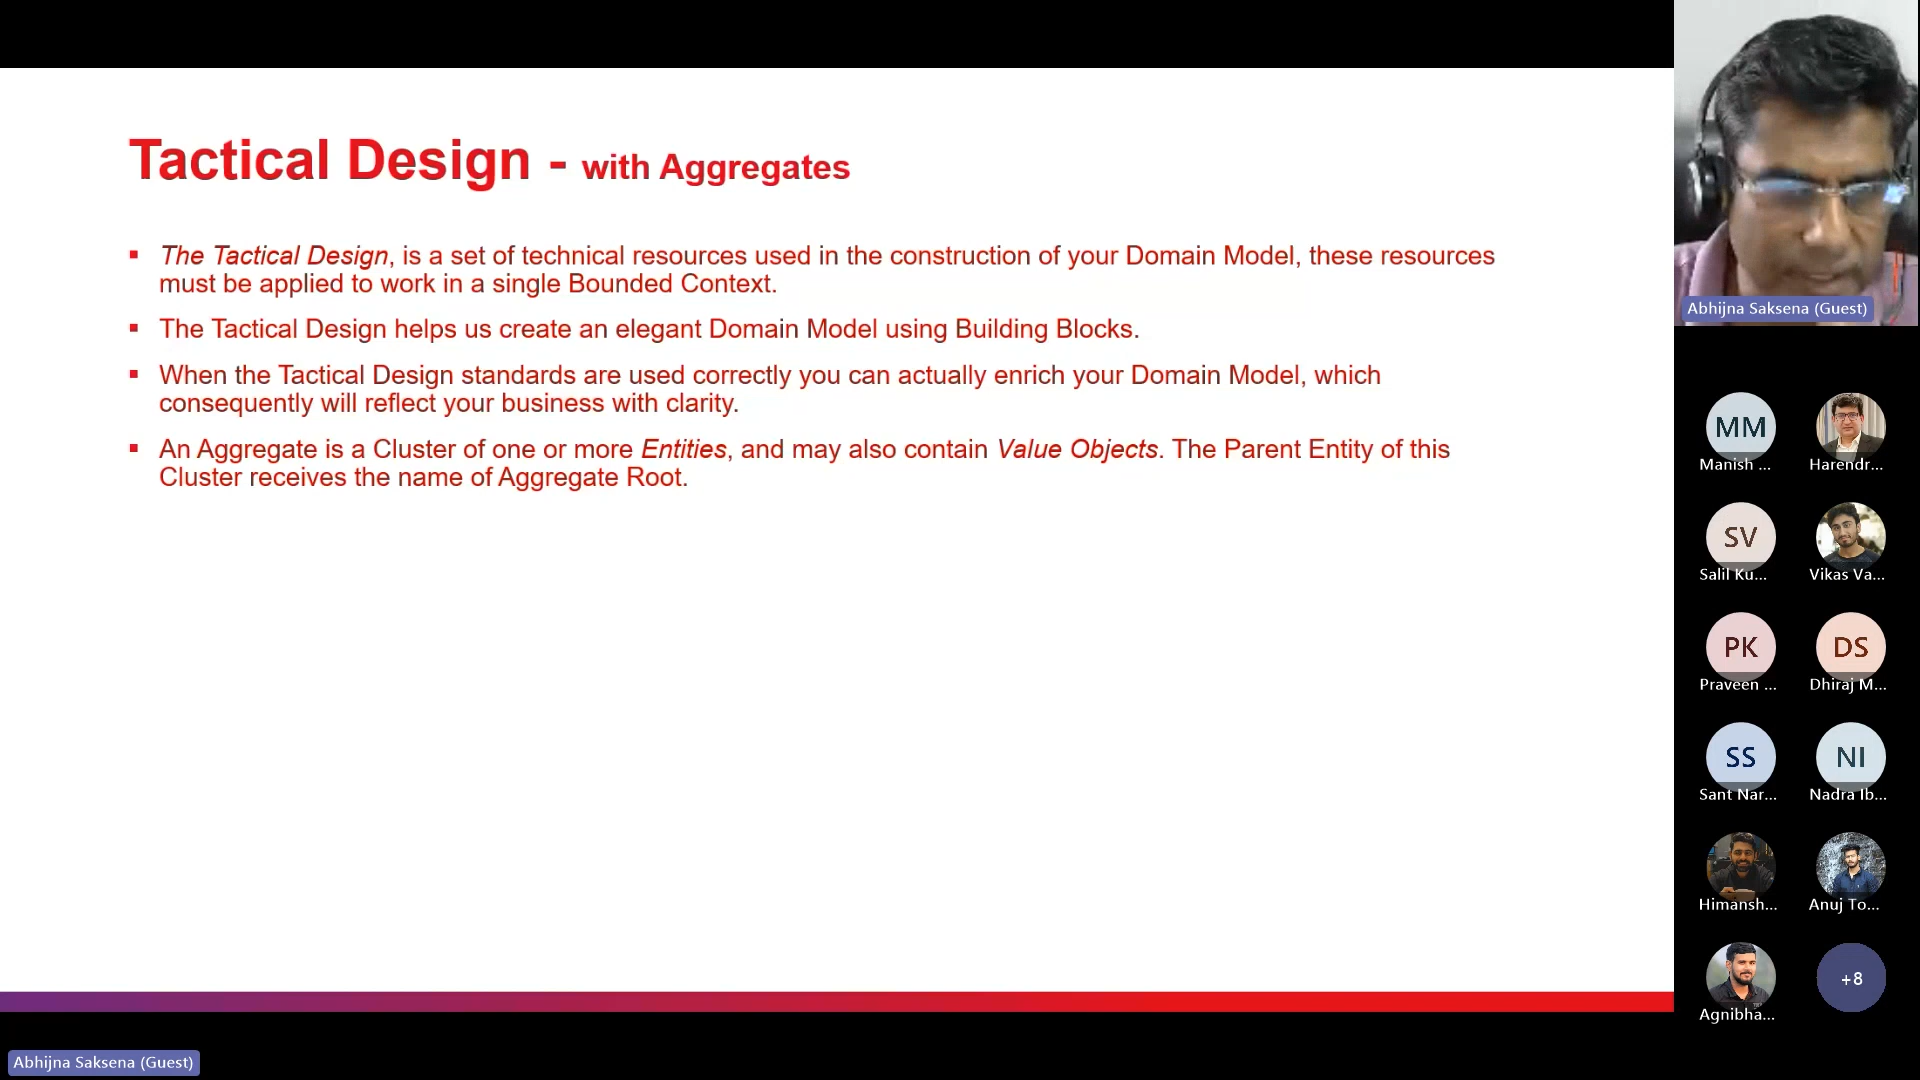 Tactical Design - with Aggregates
The Tactical Design, is a set of technical resources used in the construction of your Domain Model, these resources
must be applied to work in a single Bounded Context.
The Tactical Design helps us create an elegant Domain Model using Building Blocks.
When the Tactical Design standards are used correctly you can actually enrich your Domain Model, which
consequently will reflect your business with clarity.
An Aggregate is a Cluster of one or more Entities, and may also contain Value Objects. The Parent Entity of this
Cluster receives the name of Aggregate Root.
Abhijna Saksena (Guest)
MM
Manish ...
Harendr...
SV
Salil Ku...
Vikas Va...
PK
Praveen ...
DS
Dhiraj M...
SS
Sant Nar...
NI
Nadra Ib...
Himansh...
Anuj To...
Agnibha...
+8
Abhijna Saksena (Guest)